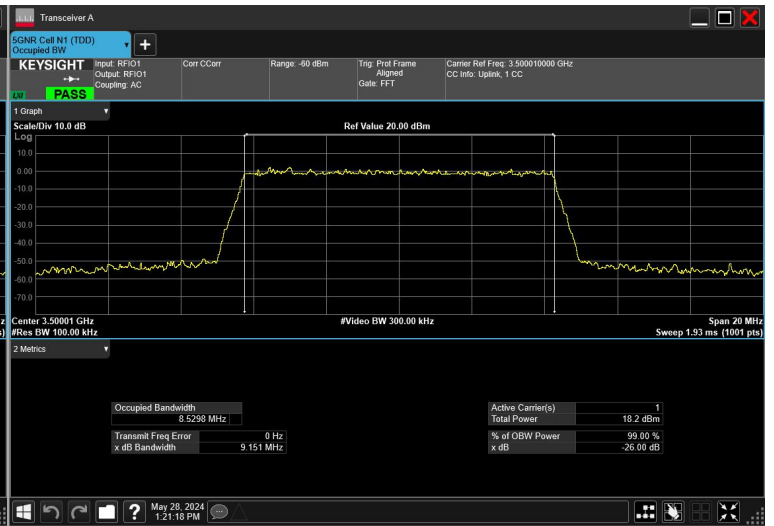 Transceiver A
5GNR Cell N1 (TDD)
Occupied BW
+
KEYSIGHT
LXI
PASS
Input: RFIO1
Output: RFIO1
Coupling: AC
Corr CCorr
Range: -60 dBm
Trig: Prot Frame
Aligned
Gate: FFT
Carrier Ref Freq: 3.500010000 GHz
CC Info: Uplink, 1 CC
1 Graph
Scale/Div 10.0 dB
Ref Value 20.00 dBm
Log
10.0
0.00
-10.0
-20.0
-30.0
-40.0
-50.0
-60.0
-70.0
z Center 3.50001 GHz
#Video BW 300.00 kHz
Span 20 MHz
s) #Res BW 100.00 kHz
Sweep 1.93 ms (1001 pts)
2 Metrics
Occupied Bandwidth
8.5298 MHz
Transmit Freq Error 0 Hz
x dB Bandwidth 9.151 MHz
Active Carrier(s) 1
Total Power 18.2 dBm
% of OBW Power 99.00 %
x dB -26.00 dB
?
May 28, 2024
1:21:18 PM